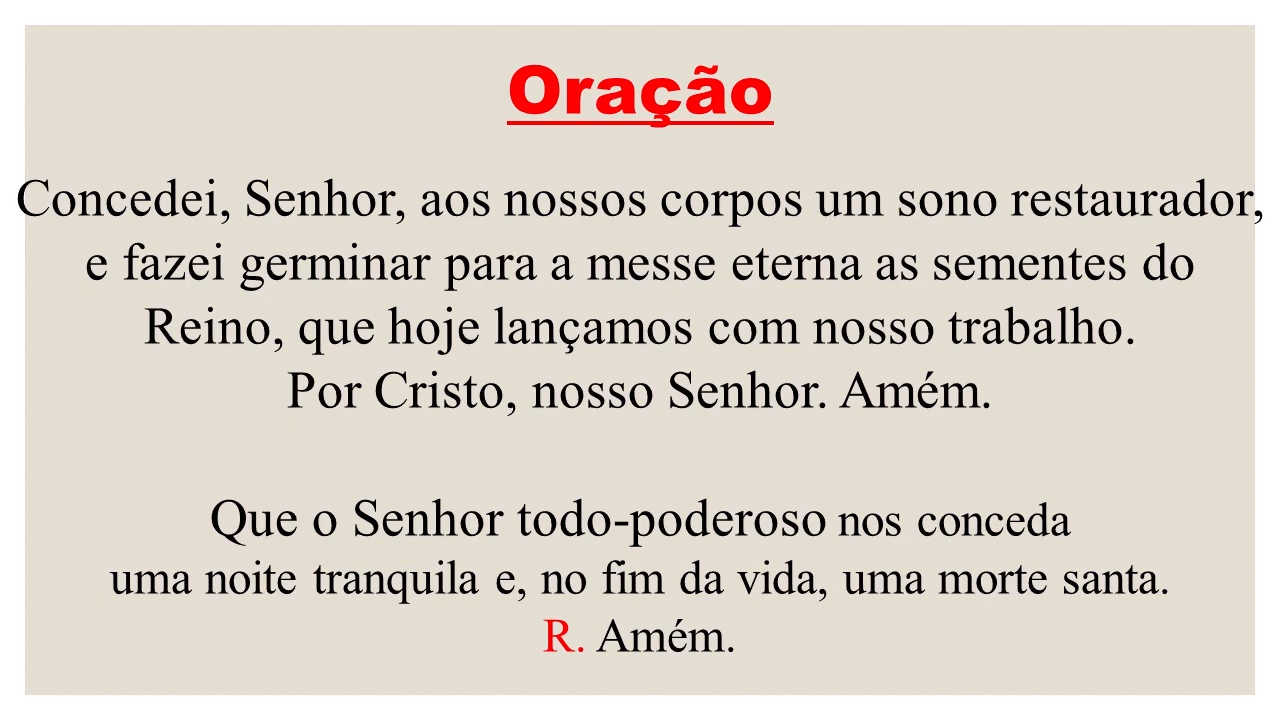 Oração
Concedei, Senhor, aos nossos corpos um sono restaurador,
e fazei germinar para a messe eterna as sementes do
Reino, que hoje lançamos com nosso trabalho.
Por Cristo, nosso Senhor. Amém.
Que o Senhor todo-poderoso nos conceda
uma noite tranquila e, no fim da vida, uma morte santa.
R. Amém.